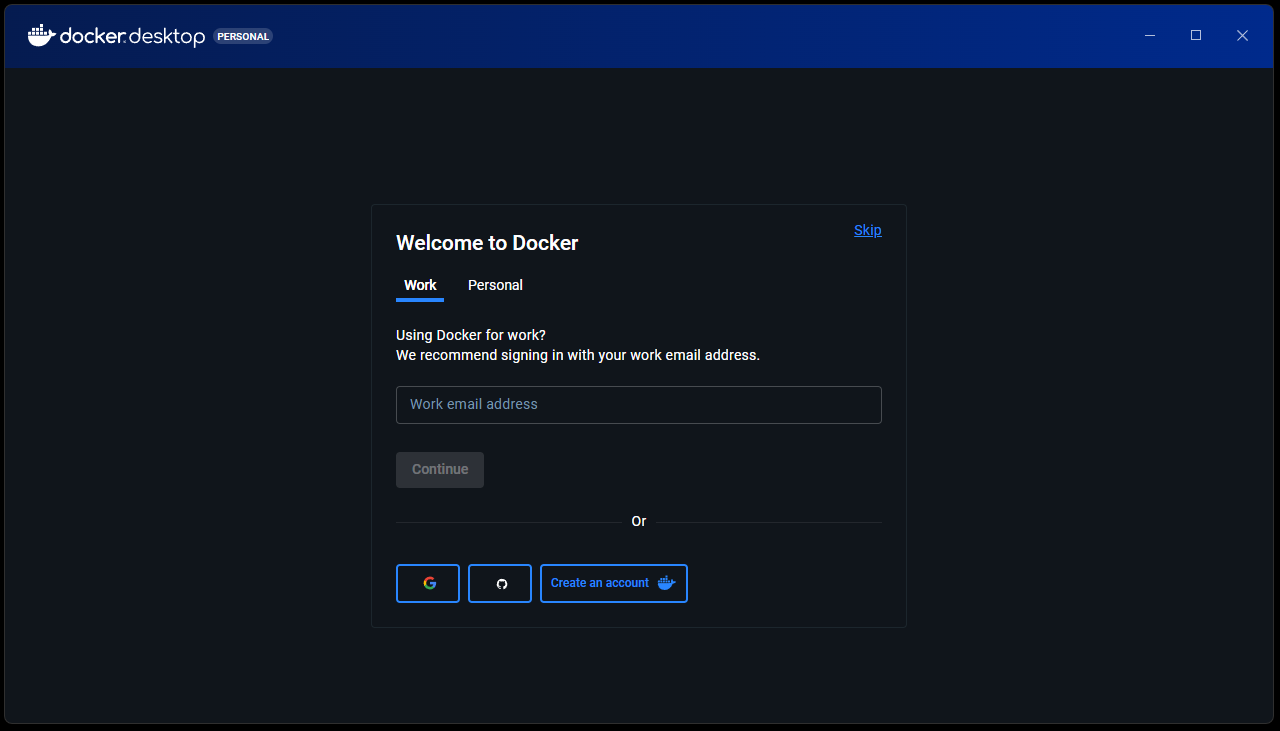 docker.desktop PERSONAL
Skip
Welcome to Docker
Work Personal
Using Docker for work?
We recommend signing in with your work email address.
Work email address
Continue
Or
Create an account